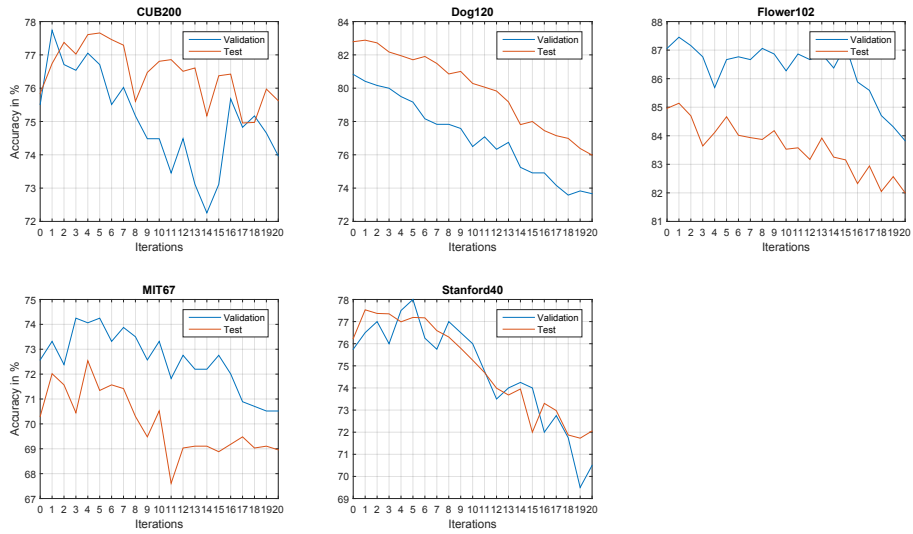 CUB200
Accuracy in %
78
77
76
75
74
73
72
0 1 2 3 4 5 6 7 8 9 10 11 12 13 14 15 16 17 18 19 20
Iterations
Validation
Test
Dog120
84
82
80
78
76
74
72
0 1 2 3 4 5 6 7 8 9 10 11 12 13 14 15 16 17 18 19 20
Iterations
Validation
Test
Flower102
88
87
86
85
84
83
82
81
0 1 2 3 4 5 6 7 8 9 10 11 12 13 14 15 16 17 18 19 20
Iterations
Validation
Test
MIT67
Accuracy in %
75
74
73
72
71
70
69
68
67
0 1 2 3 4 5 6 7 8 9 10 11 12 13 14 15 16 17 18 19 20
Iterations
Validation
Test
Stanford40
78
77
76
75
74
73
72
71
70
69
0 1 2 3 4 5 6 7 8 9 10 11 12 13 14 15 16 17 18 19 20
Iterations
Validation
Test